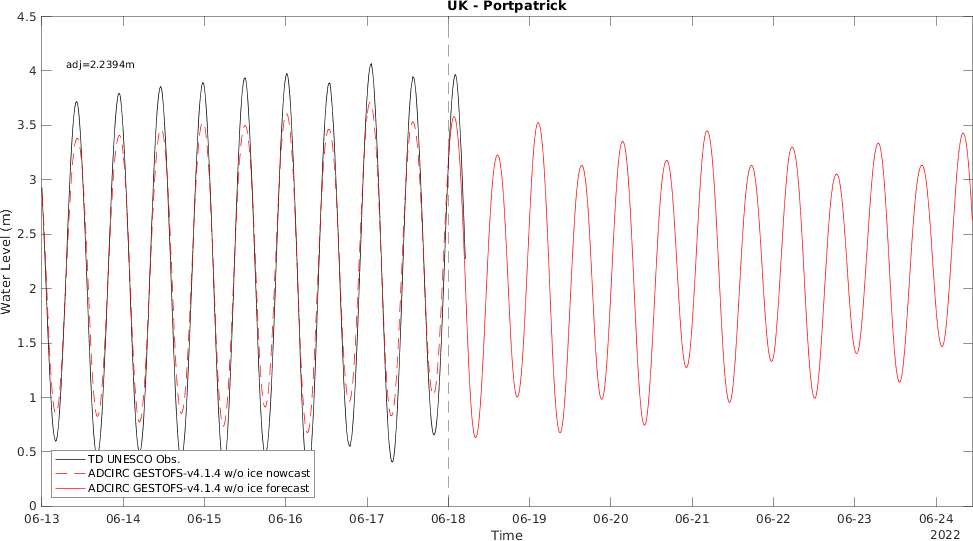 UK - Portpatrick
4.5
4
3.5
3
2.5
2
1.5
1
0.5
0
Water Level (m)
adj=2.2394m
TD UNESCO Obs.
ADCIRC GESTOFS-v4.1.4 w/o ice nowcast
ADCIRC GESTOFS-v4.1.4 w/o ice forecast
06-13 06-14 06-15 06-16 06-17 06-18 06-19 06-20 06-21 06-22 06-23 06-24
2022
Time